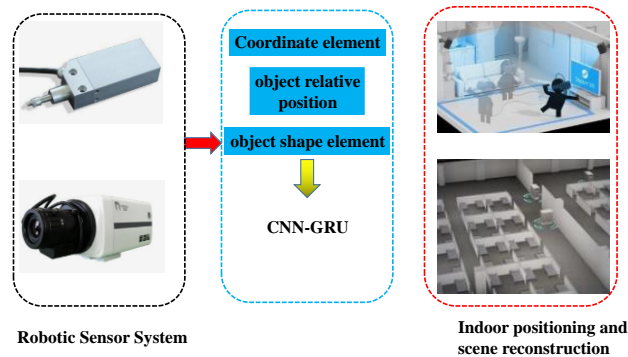 Coordinate element
object relative
position
object shape element
CNN-GRU
Robotic Sensor System
Indoor positioning and
scene reconstruction